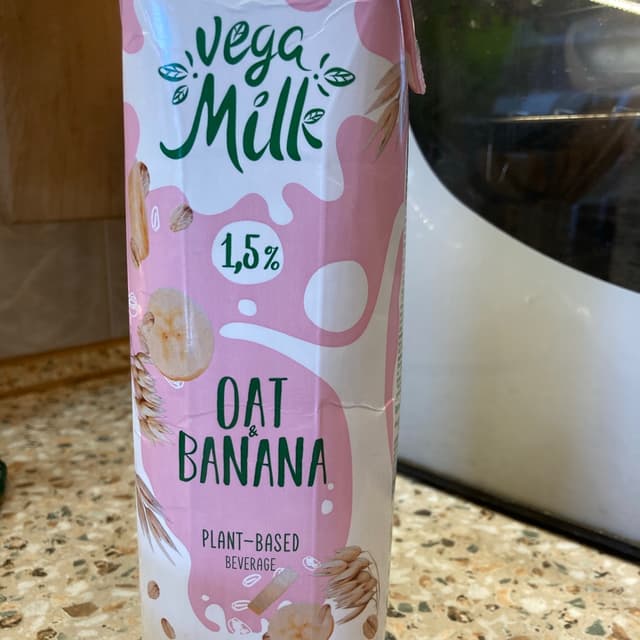 vega
Milk
1,5%
OAT
&
BANANA
PLANT-BASED
BEVERAGE